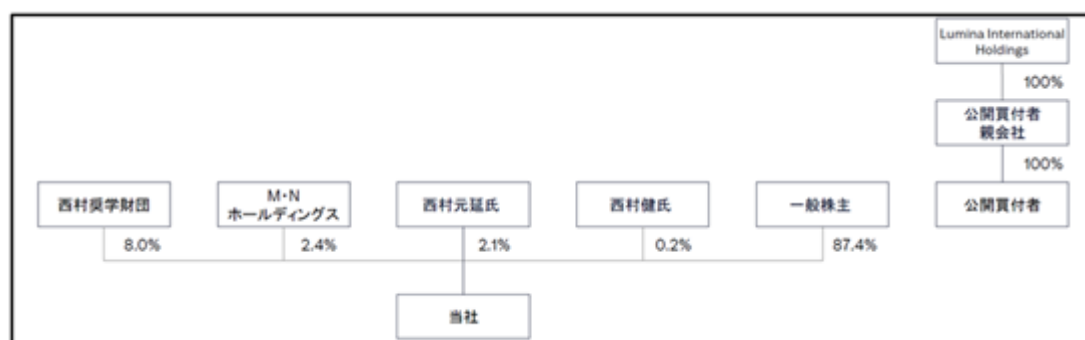 Lumina International
Holdings
100%
公開買付者
親会社
100%
西村奨学財団
M・N
ホールディングス
西村元延氏
西村健氏
一般株主
公開買付者
8.0%
2.4%
2.1%
0.2%
87.4%
当社